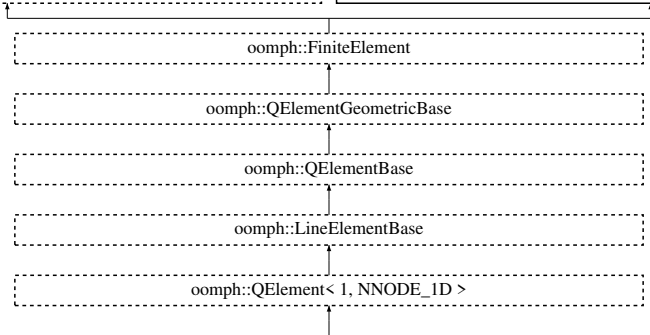 oomph::FiniteElement
oomph::QElementGeometricBase
oomph::QElementBase
oomph::LineElementBase
oomph::QElement< 1, NNODE_1D >